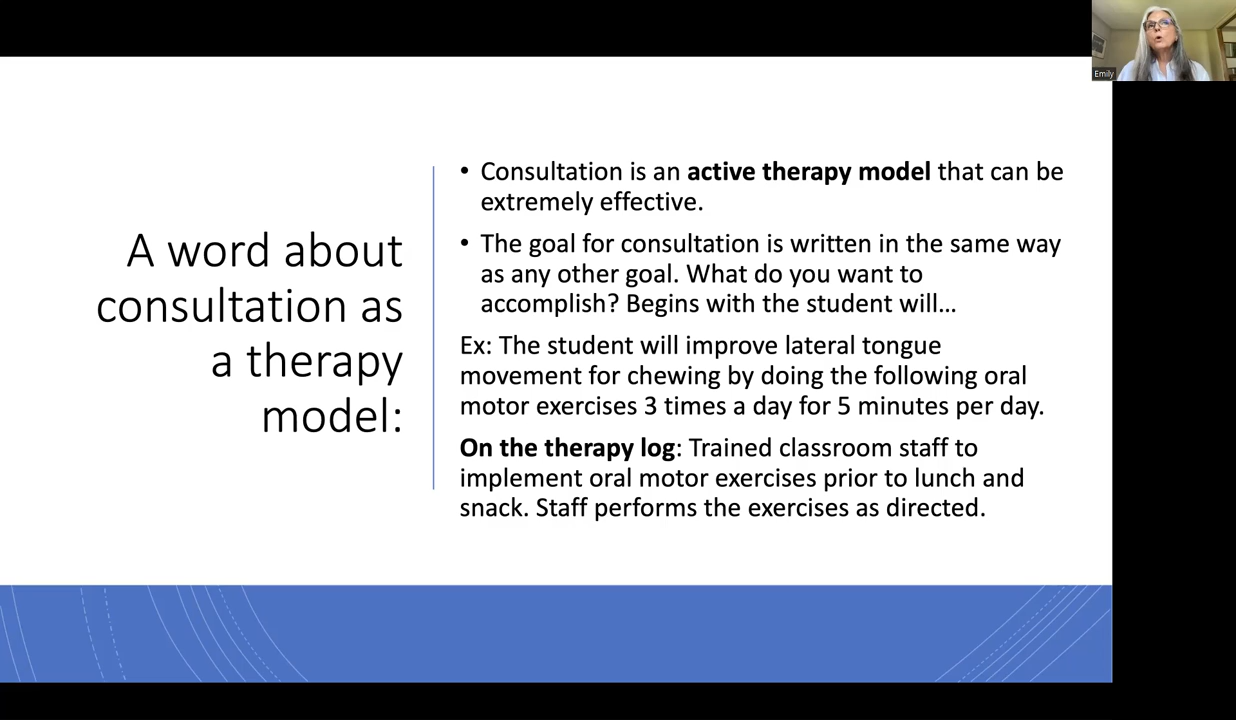 Emily
A word about
consultation as
a therapy
model:
• Consultation is an active therapy model that can be
extremely effective.
• The goal for consultation is written in the same way
as any other goal. What do you want to
accomplish? Begins with the student will…
Ex: The student will improve lateral tongue
movement for chewing by doing the following oral
motor exercises 3 times a day for 5 minutes per day.
On the therapy log: Trained classroom staff to
implement oral motor exercises prior to lunch and
snack. Staff performs the exercises as directed.